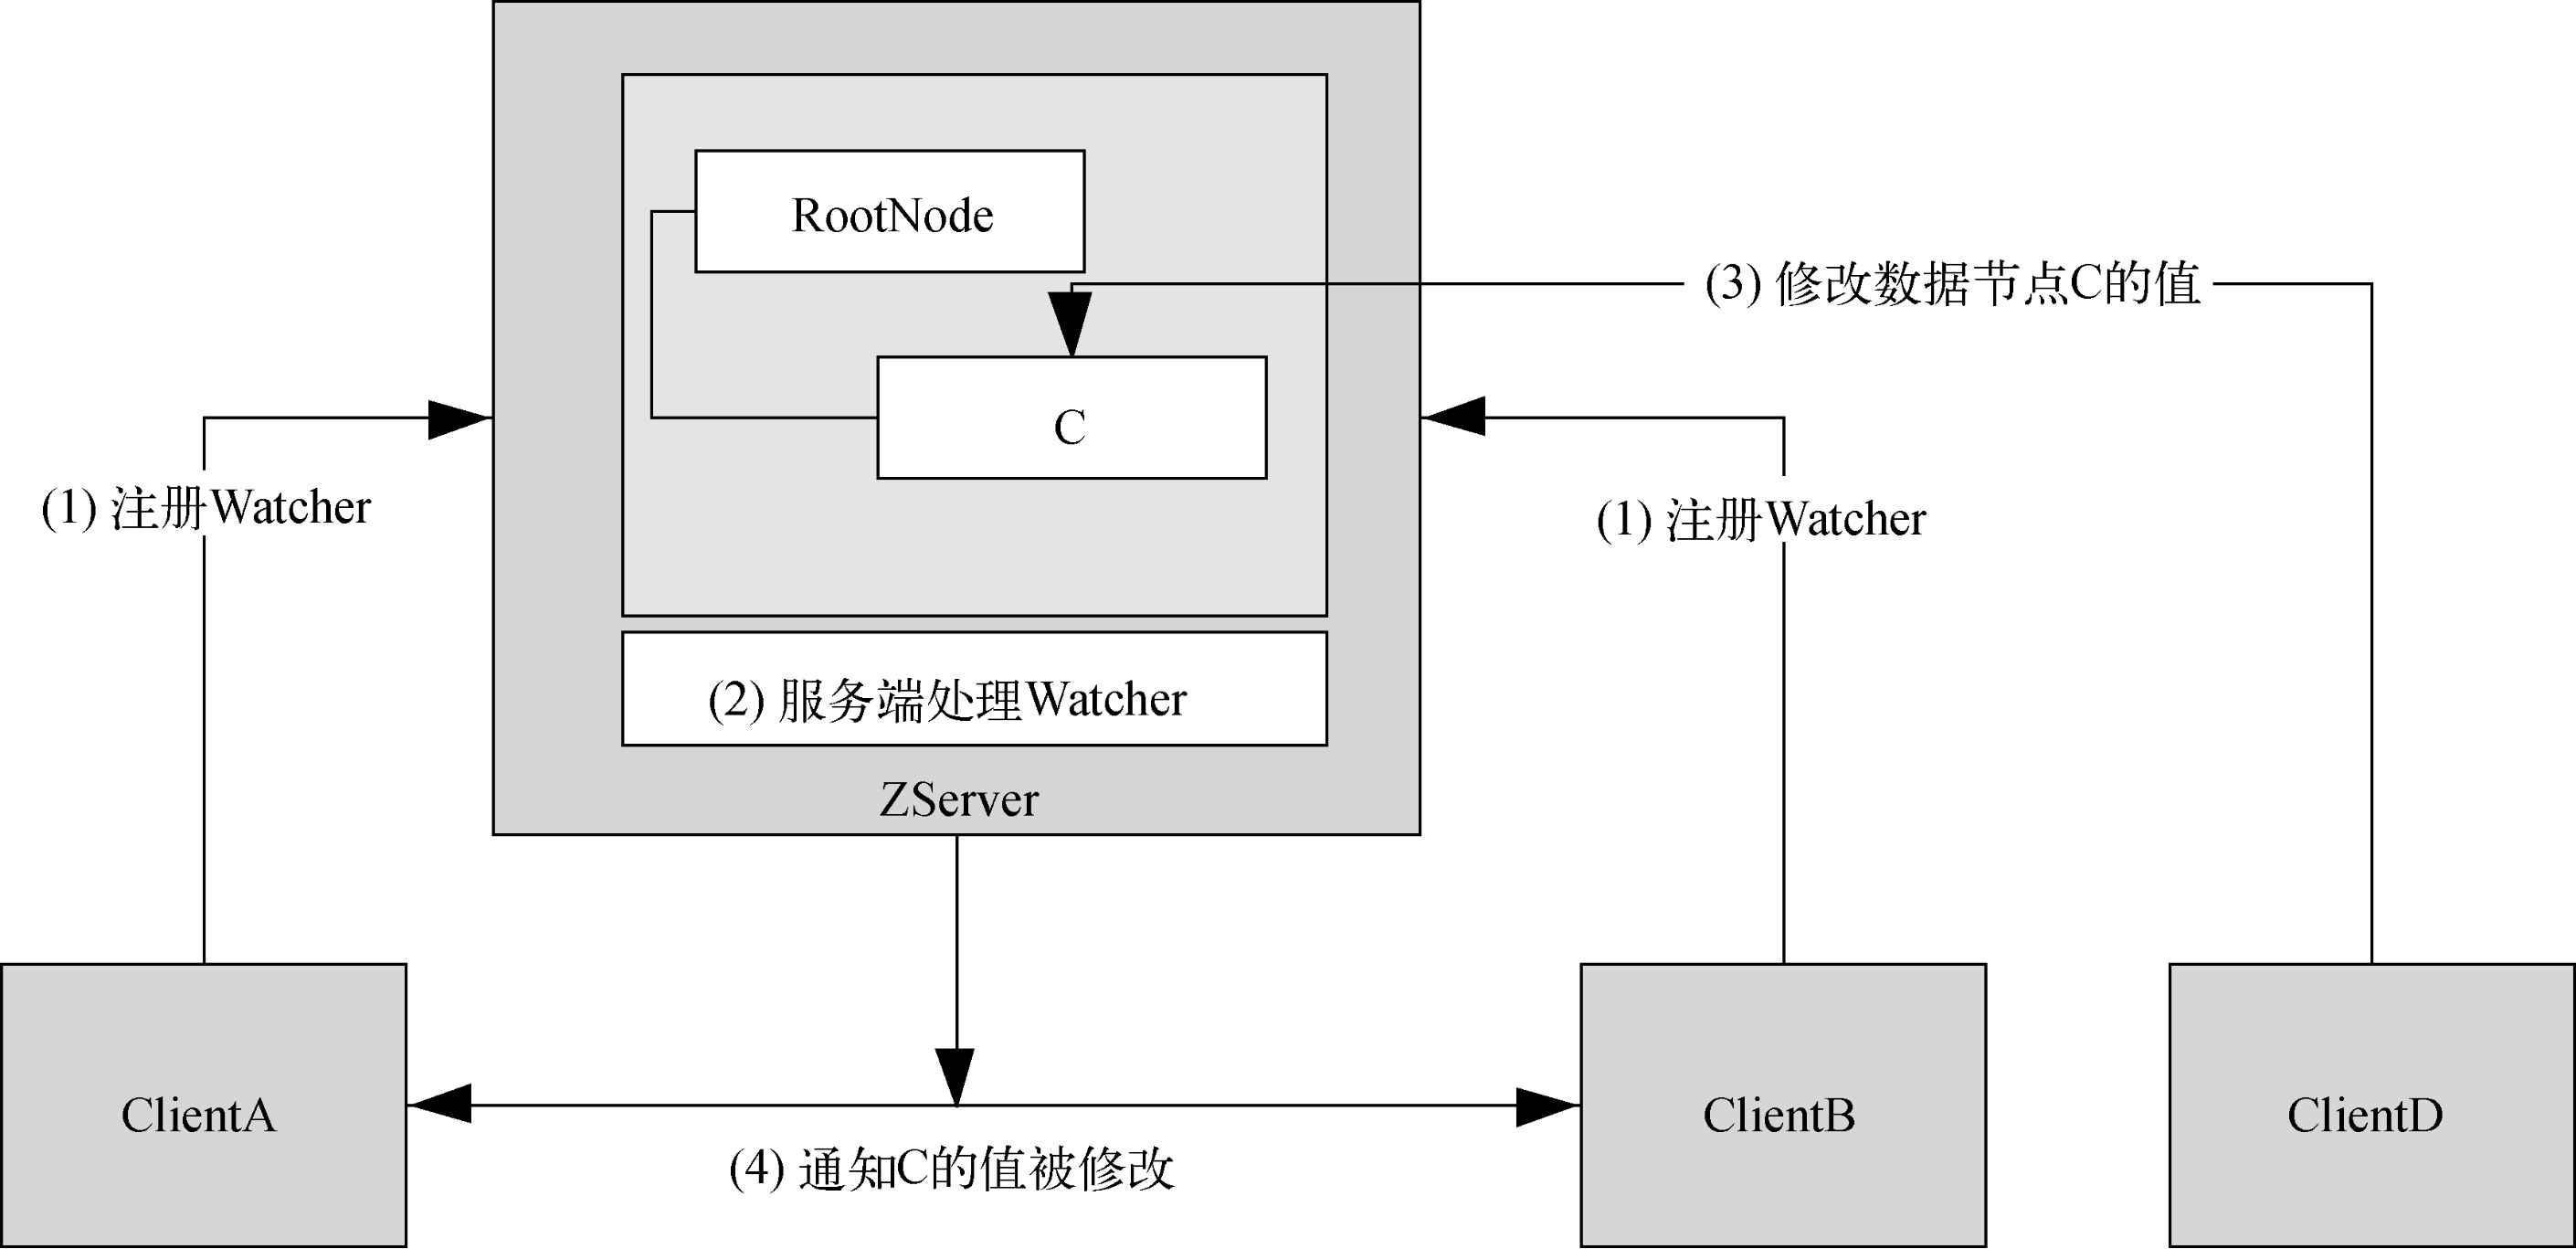 RootNode
(3) 修改数据节点C的值
C
(1) 注册Watcher
(1) 注册Watcher
(2) 服务端处理Watcher
ZServer
ClientA
ClientB
ClientD
(4) 通知C的值被修改